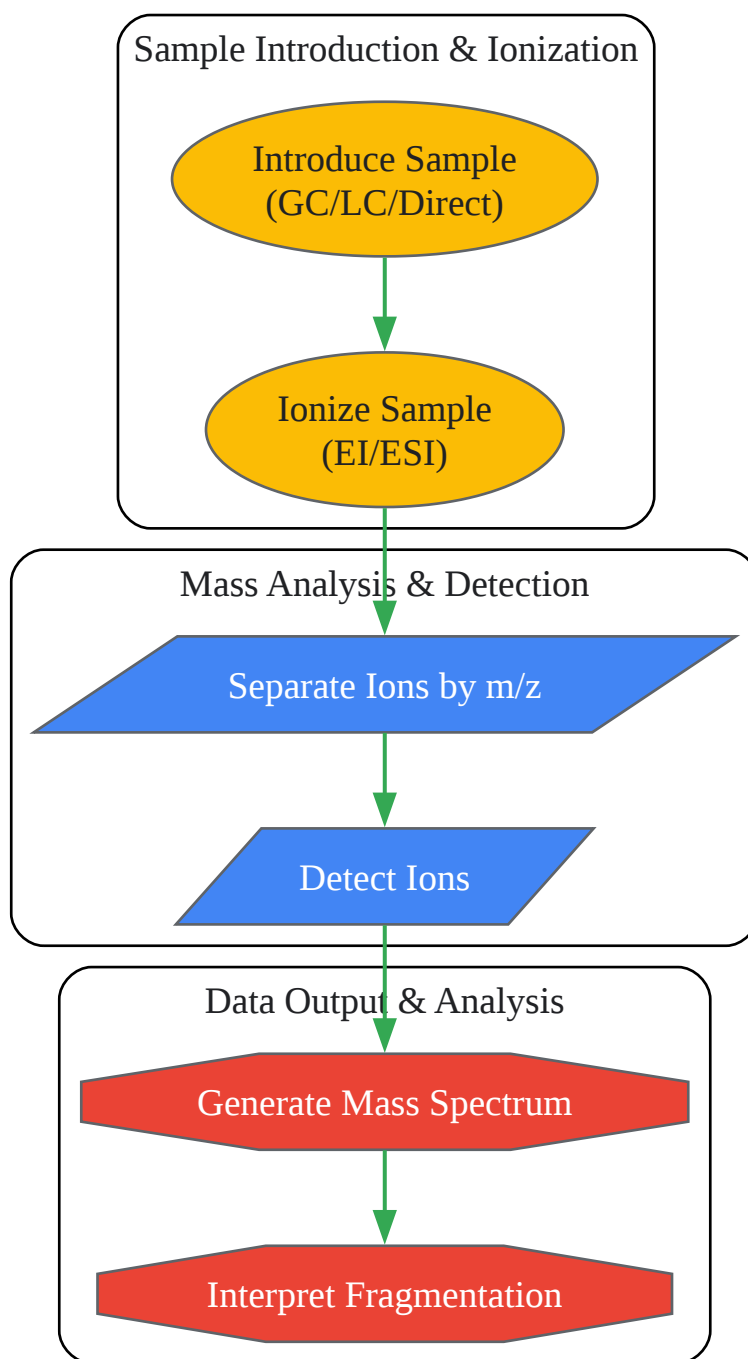 Sample Introduction & Ionization
Introduce Sample
(GC/LC/Direct)
Ionize Sample
(EI/ESI)
Mass Analysis & Detection
Separate Ions by m/z
Detect Ions
Data Output & Analysis
Generate Mass Spectrum
Interpret Fragmentation